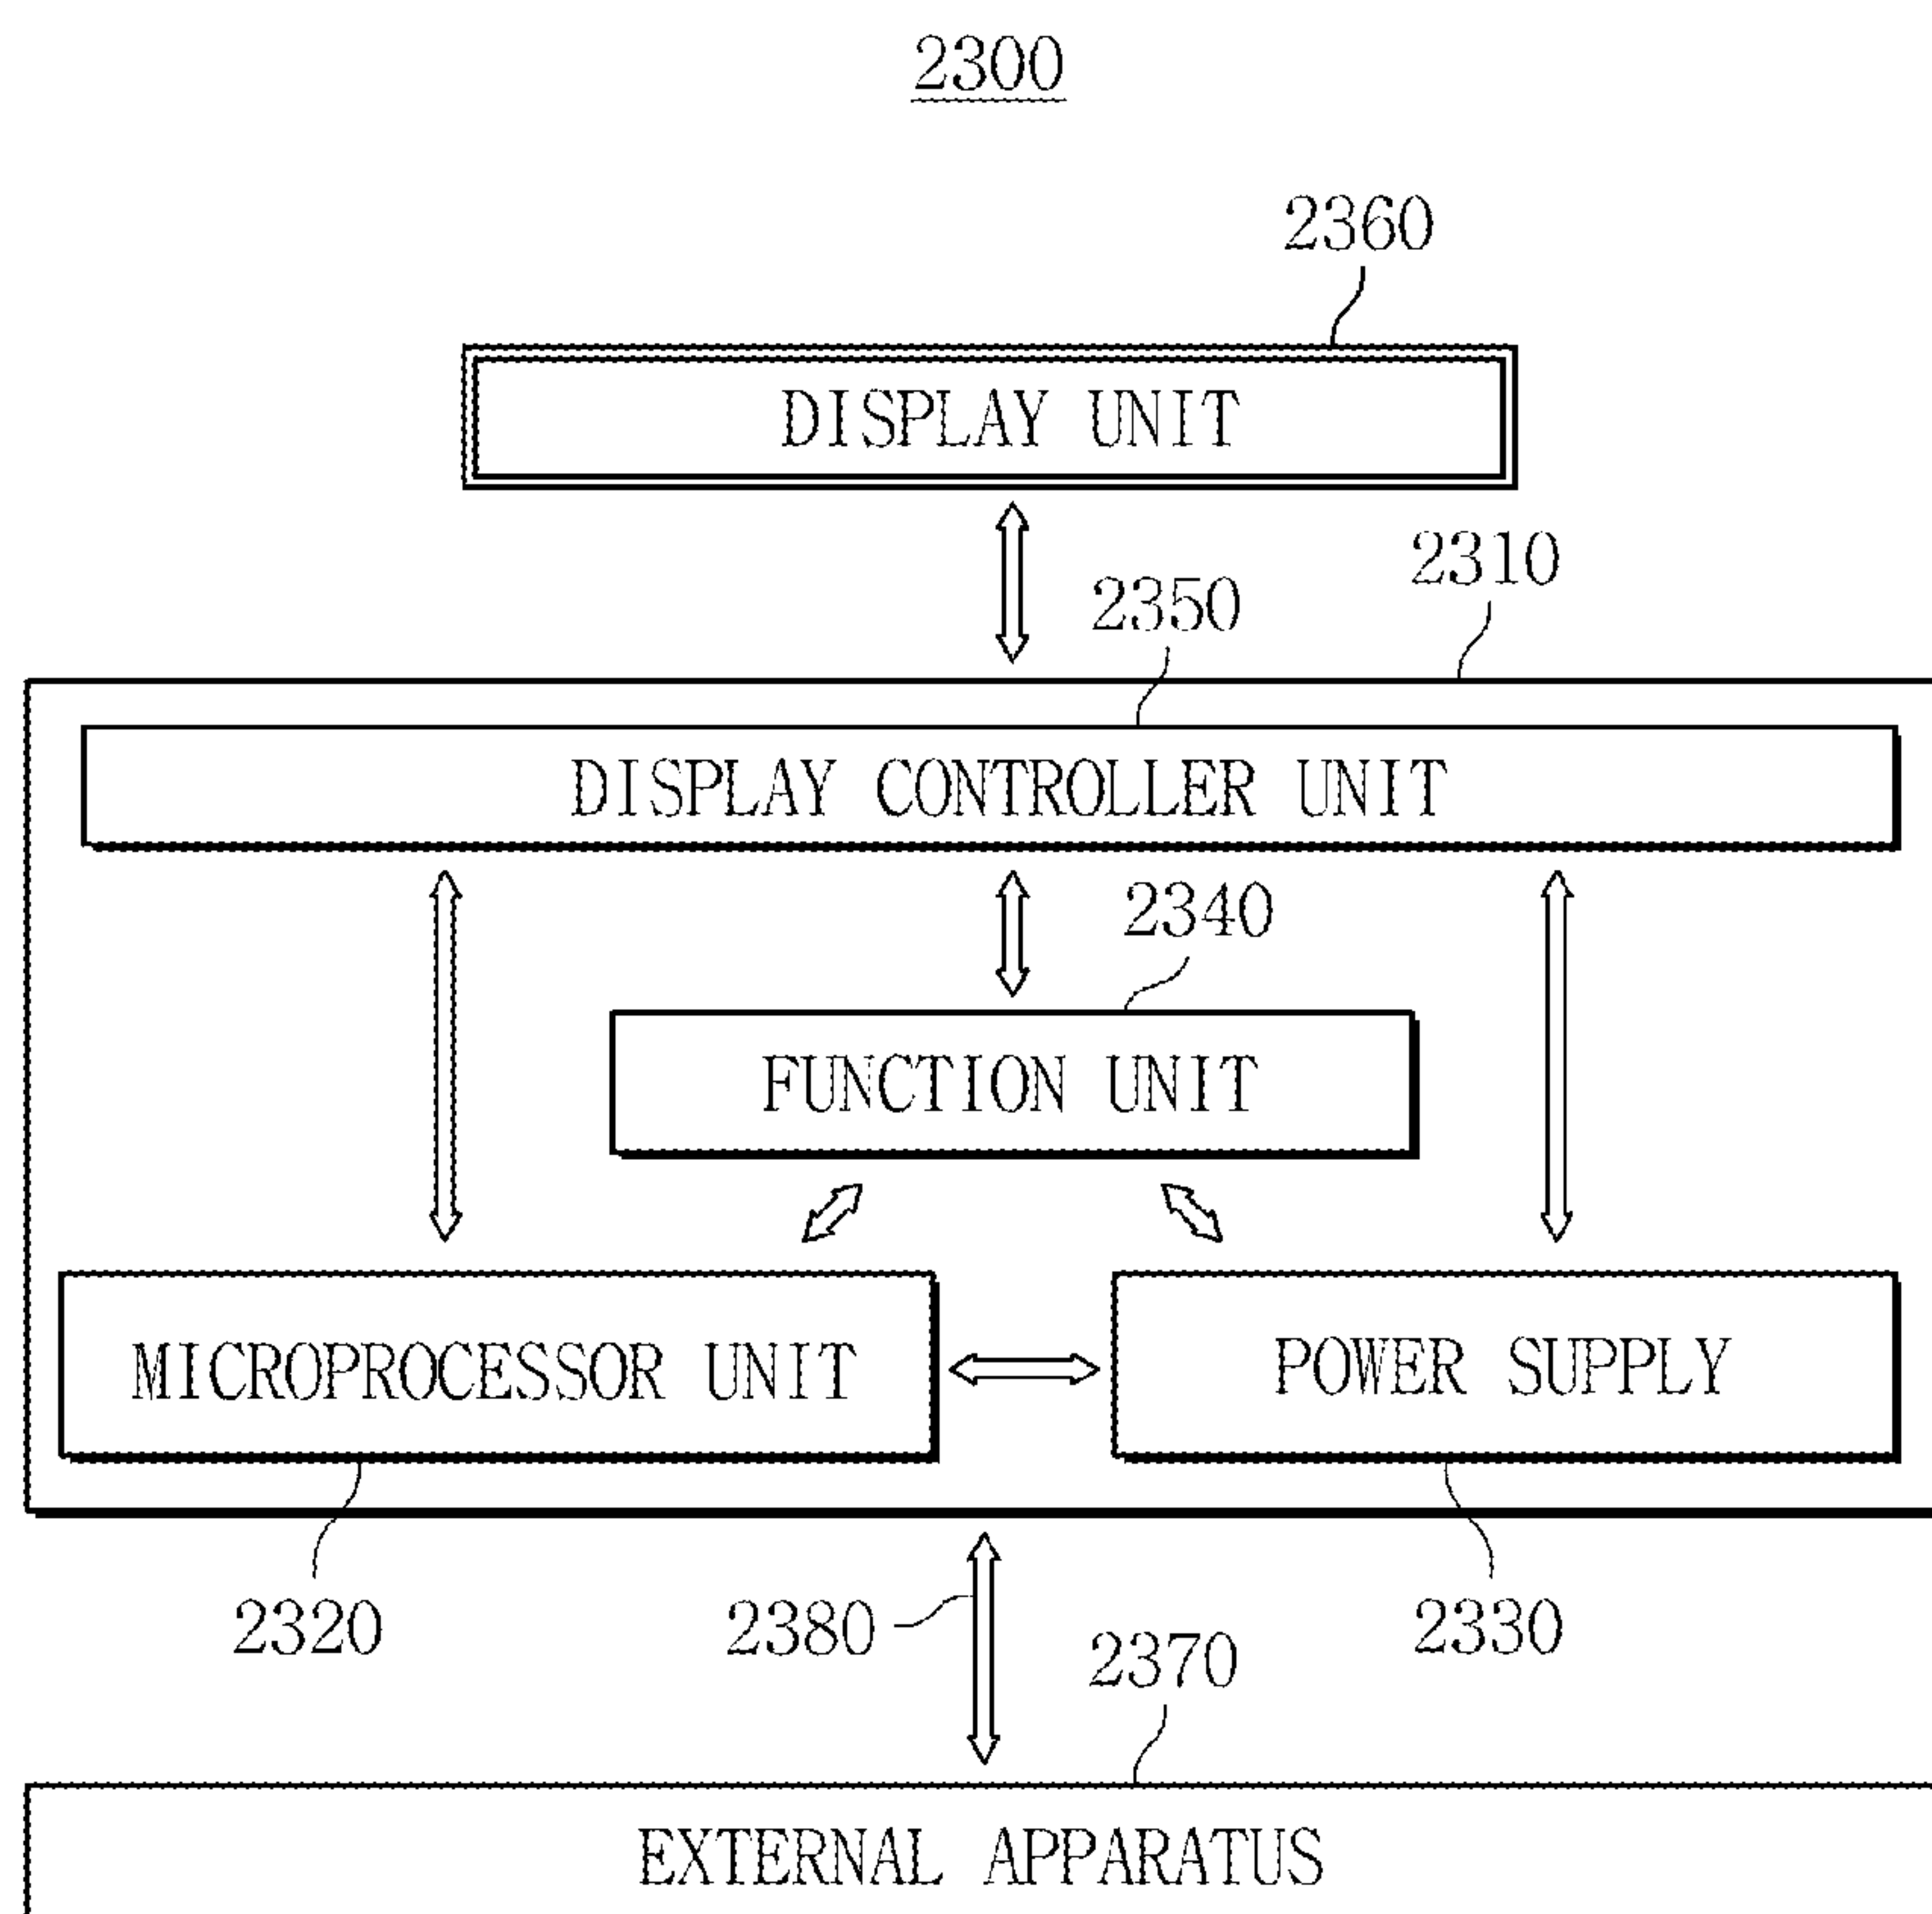 2300
2360
DISPLAY UNIT
2310
2350
DISPLAY CONTROLLER UNIT
2340
FUNCTION UNIT
MICROPROCESSOR UNIT
POWER SUPPLY
2320
2380
2330
2370
EXTERNAL APPARATUS